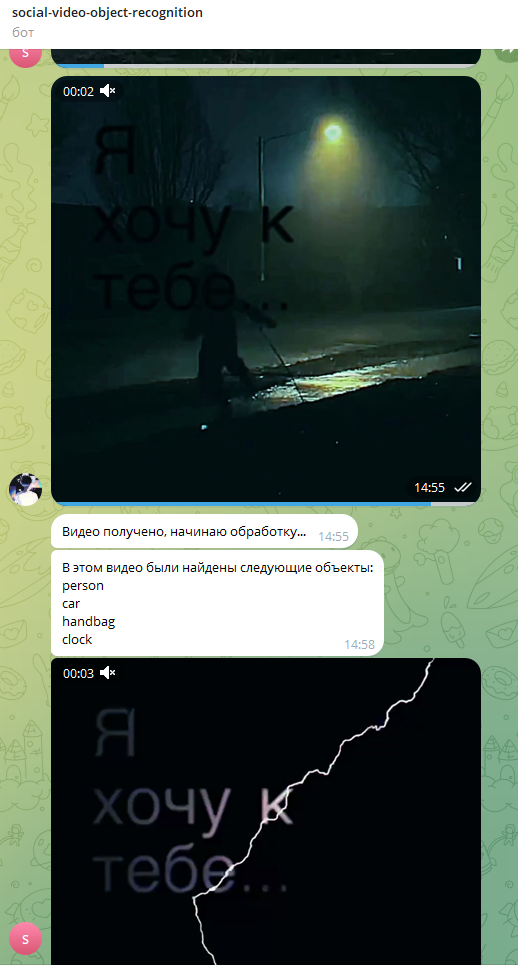 social-video-object-recognition
бот
S
00:02
Я
хочу к
тебе...
14:55
Видео получено, начинаю обработку...
14:55
В этом видео были найдены следующие объекты:
person
car
handbag
clock
14:58
00:03
Я
хочу к
тебе...
S